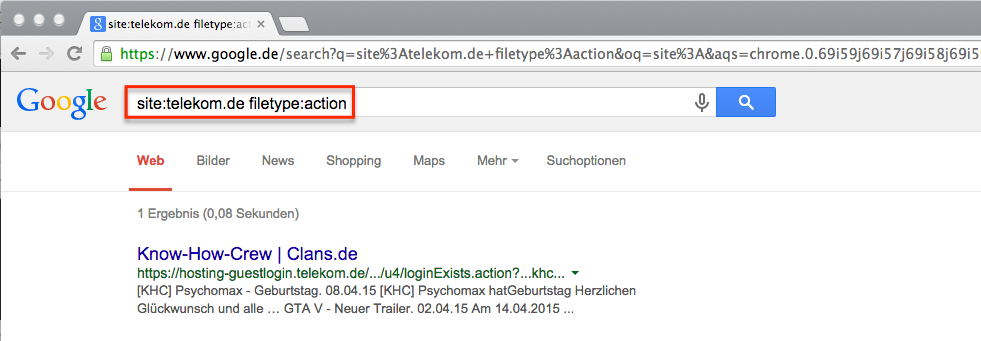 site:telekom.de filetype:ac
https://www.google.de/search?q=site%3Atelekom.de+filetype%3Aaction&oq=site%3A&aqs=chrome.0.69i59j69i57j69i58j69i59
Google site:telekom.de filetype:action
Web Bilder News Shopping Maps Mehr Suchoptionen
1 Ergebnis (0,08 Sekunden)
Know-How-Crew | Clans.de
https://hosting-guestlogin.telekom.de/.../u4/loginExists.action?...khc...
[KHC] Psychomax - Geburtstag. 08.04.15 [KHC] Psychomax hatGeburtstag Herzlichen
Glückwunsch und alle … GTA V - Neuer Trailer. 02.04.15 Am 14.04.2015 ...